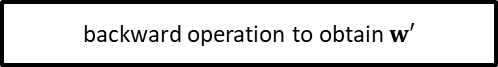 backward operation to obtain 𝐰′